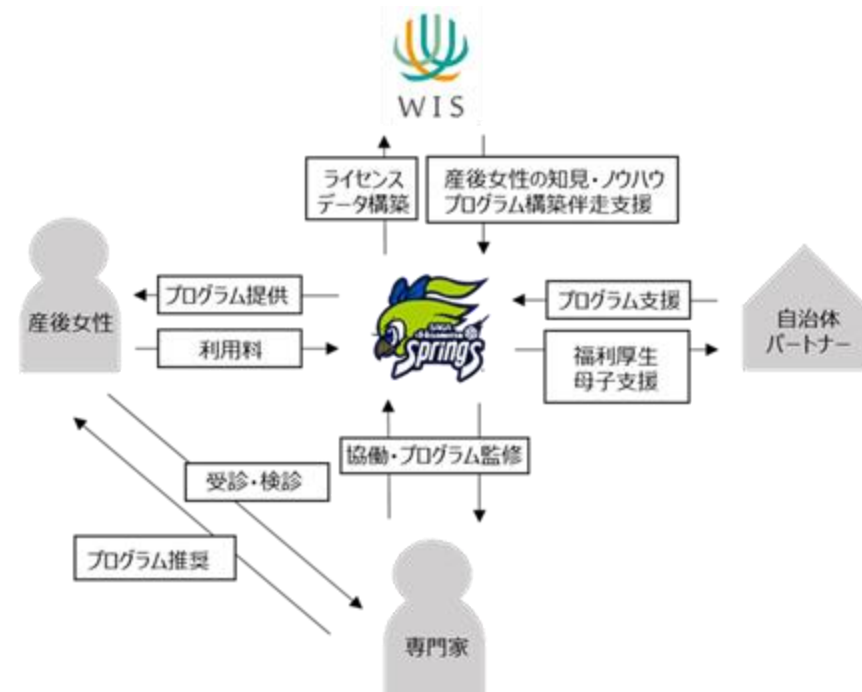 WIS
ライセンス
データ構築
産後女性の知見・ノウハウ
プログラム構築伴走支援
産後女性
プログラム提供
利用料
SAGA
Springs
プログラム支援
福利厚生
母子支援
自治体
パートナー
協働・プログラム監修
受診・検診
プログラム推奨
専門家